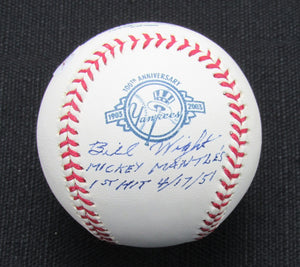 100TH ANNIVERSARY
1903 2003
Yankees
Bill Wight
MICKEY MANTLE'S
1ST HIT 4/17/51